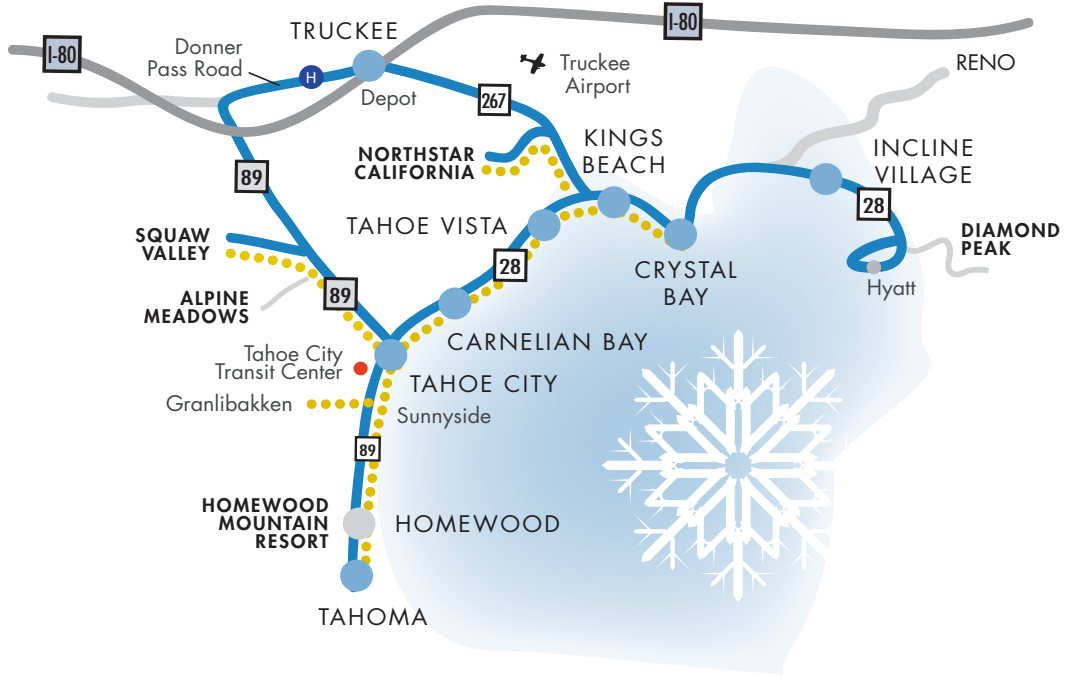 I-80
TRUCKEE
I-80
Donner
Pass Road
H
Depot
Truckee
Airport
RENO
267
KINGS
BEACH
NORTHSTAR
CALIFORNIA
INCLINE
VILLAGE
89
28
TAHOE VISTA
SQUAW
VALLEY
DIAMOND
PEAK
28
CRYSTAL
BAY
Hyatt
ALPINE
MEADOWS
89
CARNELIAN BAY
Tahoe City
Transit Center
TAHOE CITY
Granlibakken
Sunnyside
89
HOMEWOOD
MOUNTAIN
RESORT
HOMEWOOD
TAHOMA